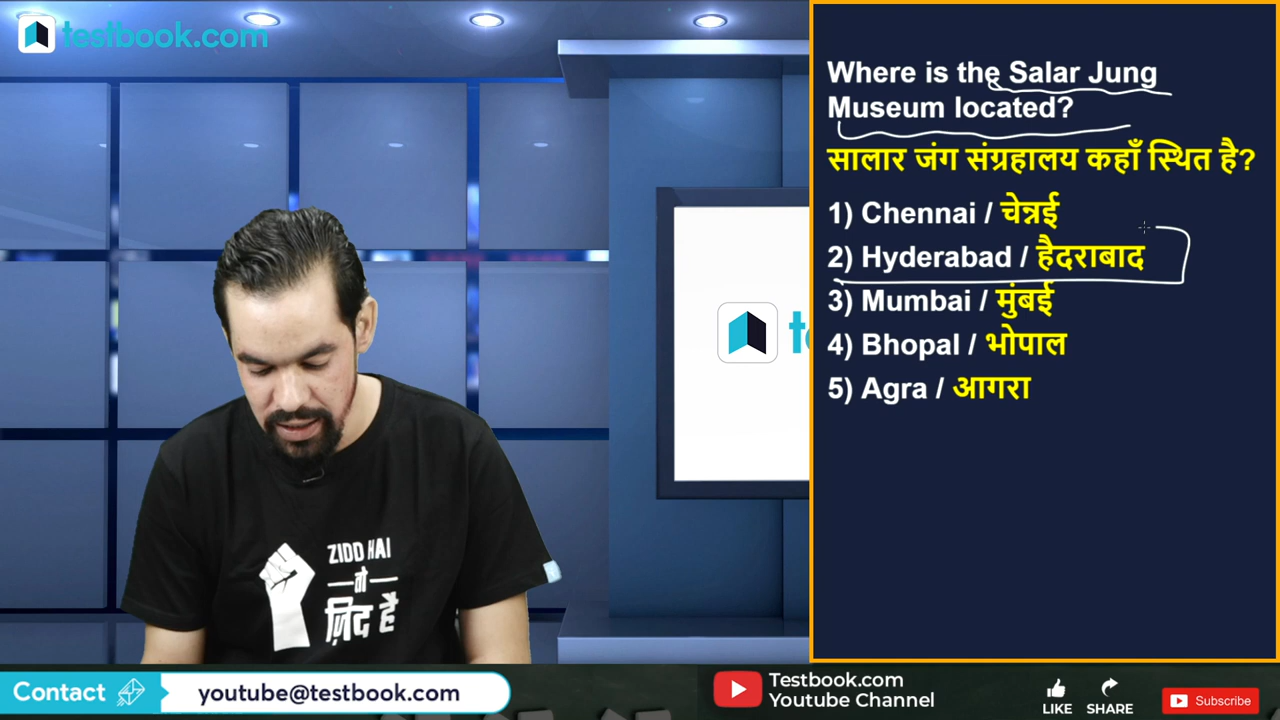 testbook.com
Where is the Salar Jung
Museum located?
सालार जंग संग्रहालय कहाँ स्थित है?
1) Chennai / चेन्नई
2) Hyderabad / हैदराबाद
3) Mumbai / मुंबई
4) Bhopal / भोपाल
5) Agra / आगरा
ZIDD HAI
तो
ज़िद है
Contact
youtube@testbook.com
Testbook.com
Youtube Channel
LIKE
SHARE
Subscribe